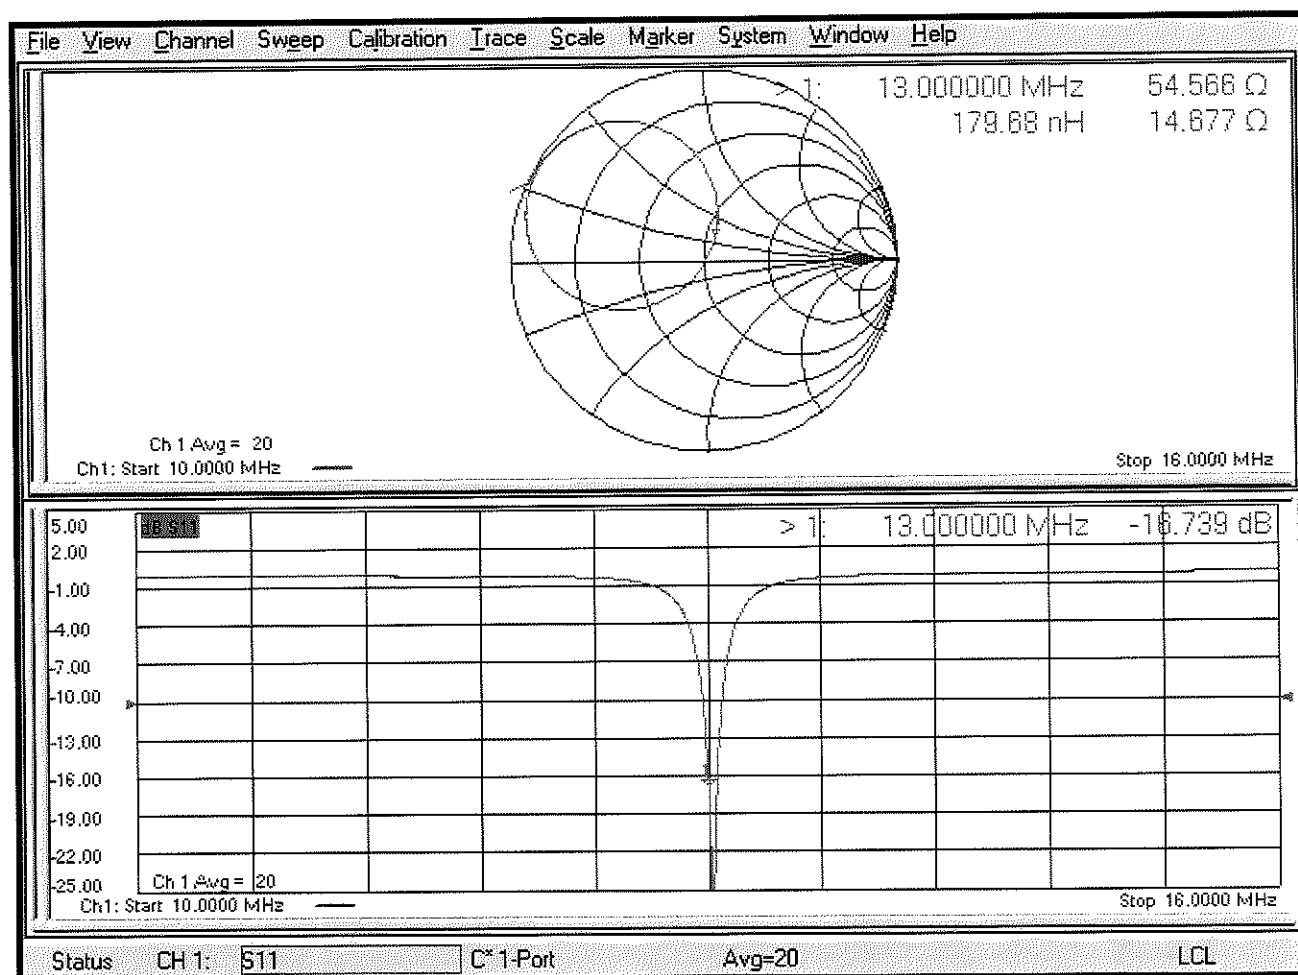 File View Channel Sweep Calibration Trace Scale Marker System Window Help
> 1: 13.000000 MHz 54.566 Ω
179.68 nH 14.677 Ω
Ch 1 Avg = 20
Ch1: Start 10.0000 MHz
Stop 16.0000 MHz
5.00
dB S11
> 1: 13.000000 MHz -16.739 dB
2.00
-1.00
-4.00
-7.00
-10.00
-13.00
-16.00
-19.00
-22.00
-25.00
Ch 1 Avg = 20
Ch1: Start 10.0000 MHz
Stop 16.0000 MHz
Status CH 1: S11 C* 1-Port Avg=20 LCL